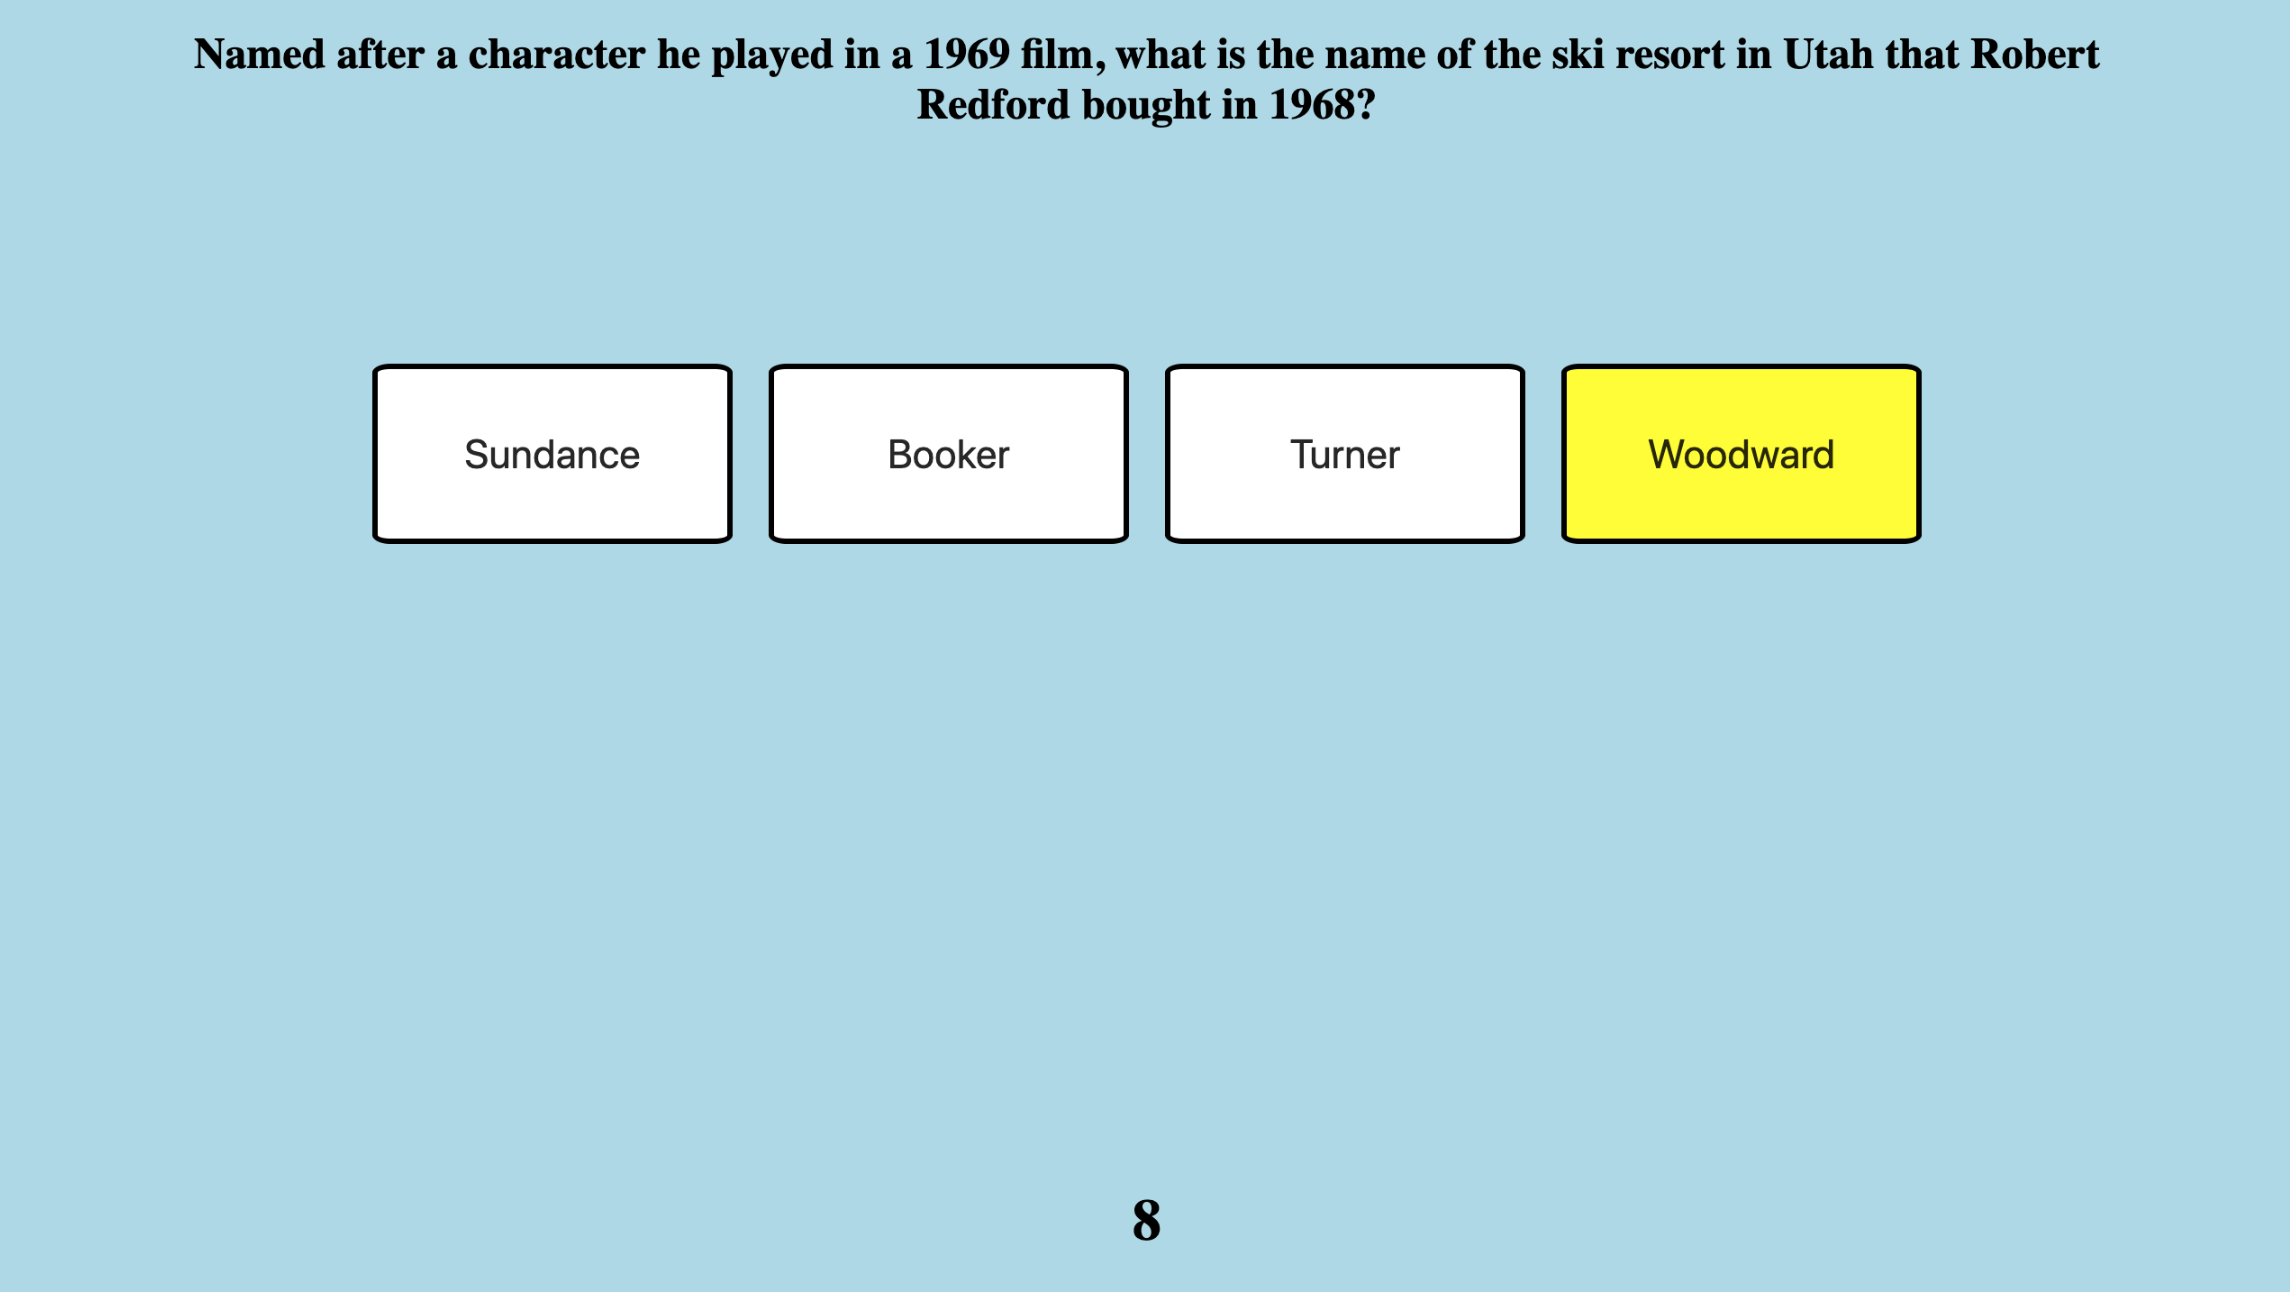 Named after a character he played in a 1969 film, what is the name of the ski resort in Utah that Robert
Redford bought in 1968?
Sundance
Booker
Turner
Woodward
8